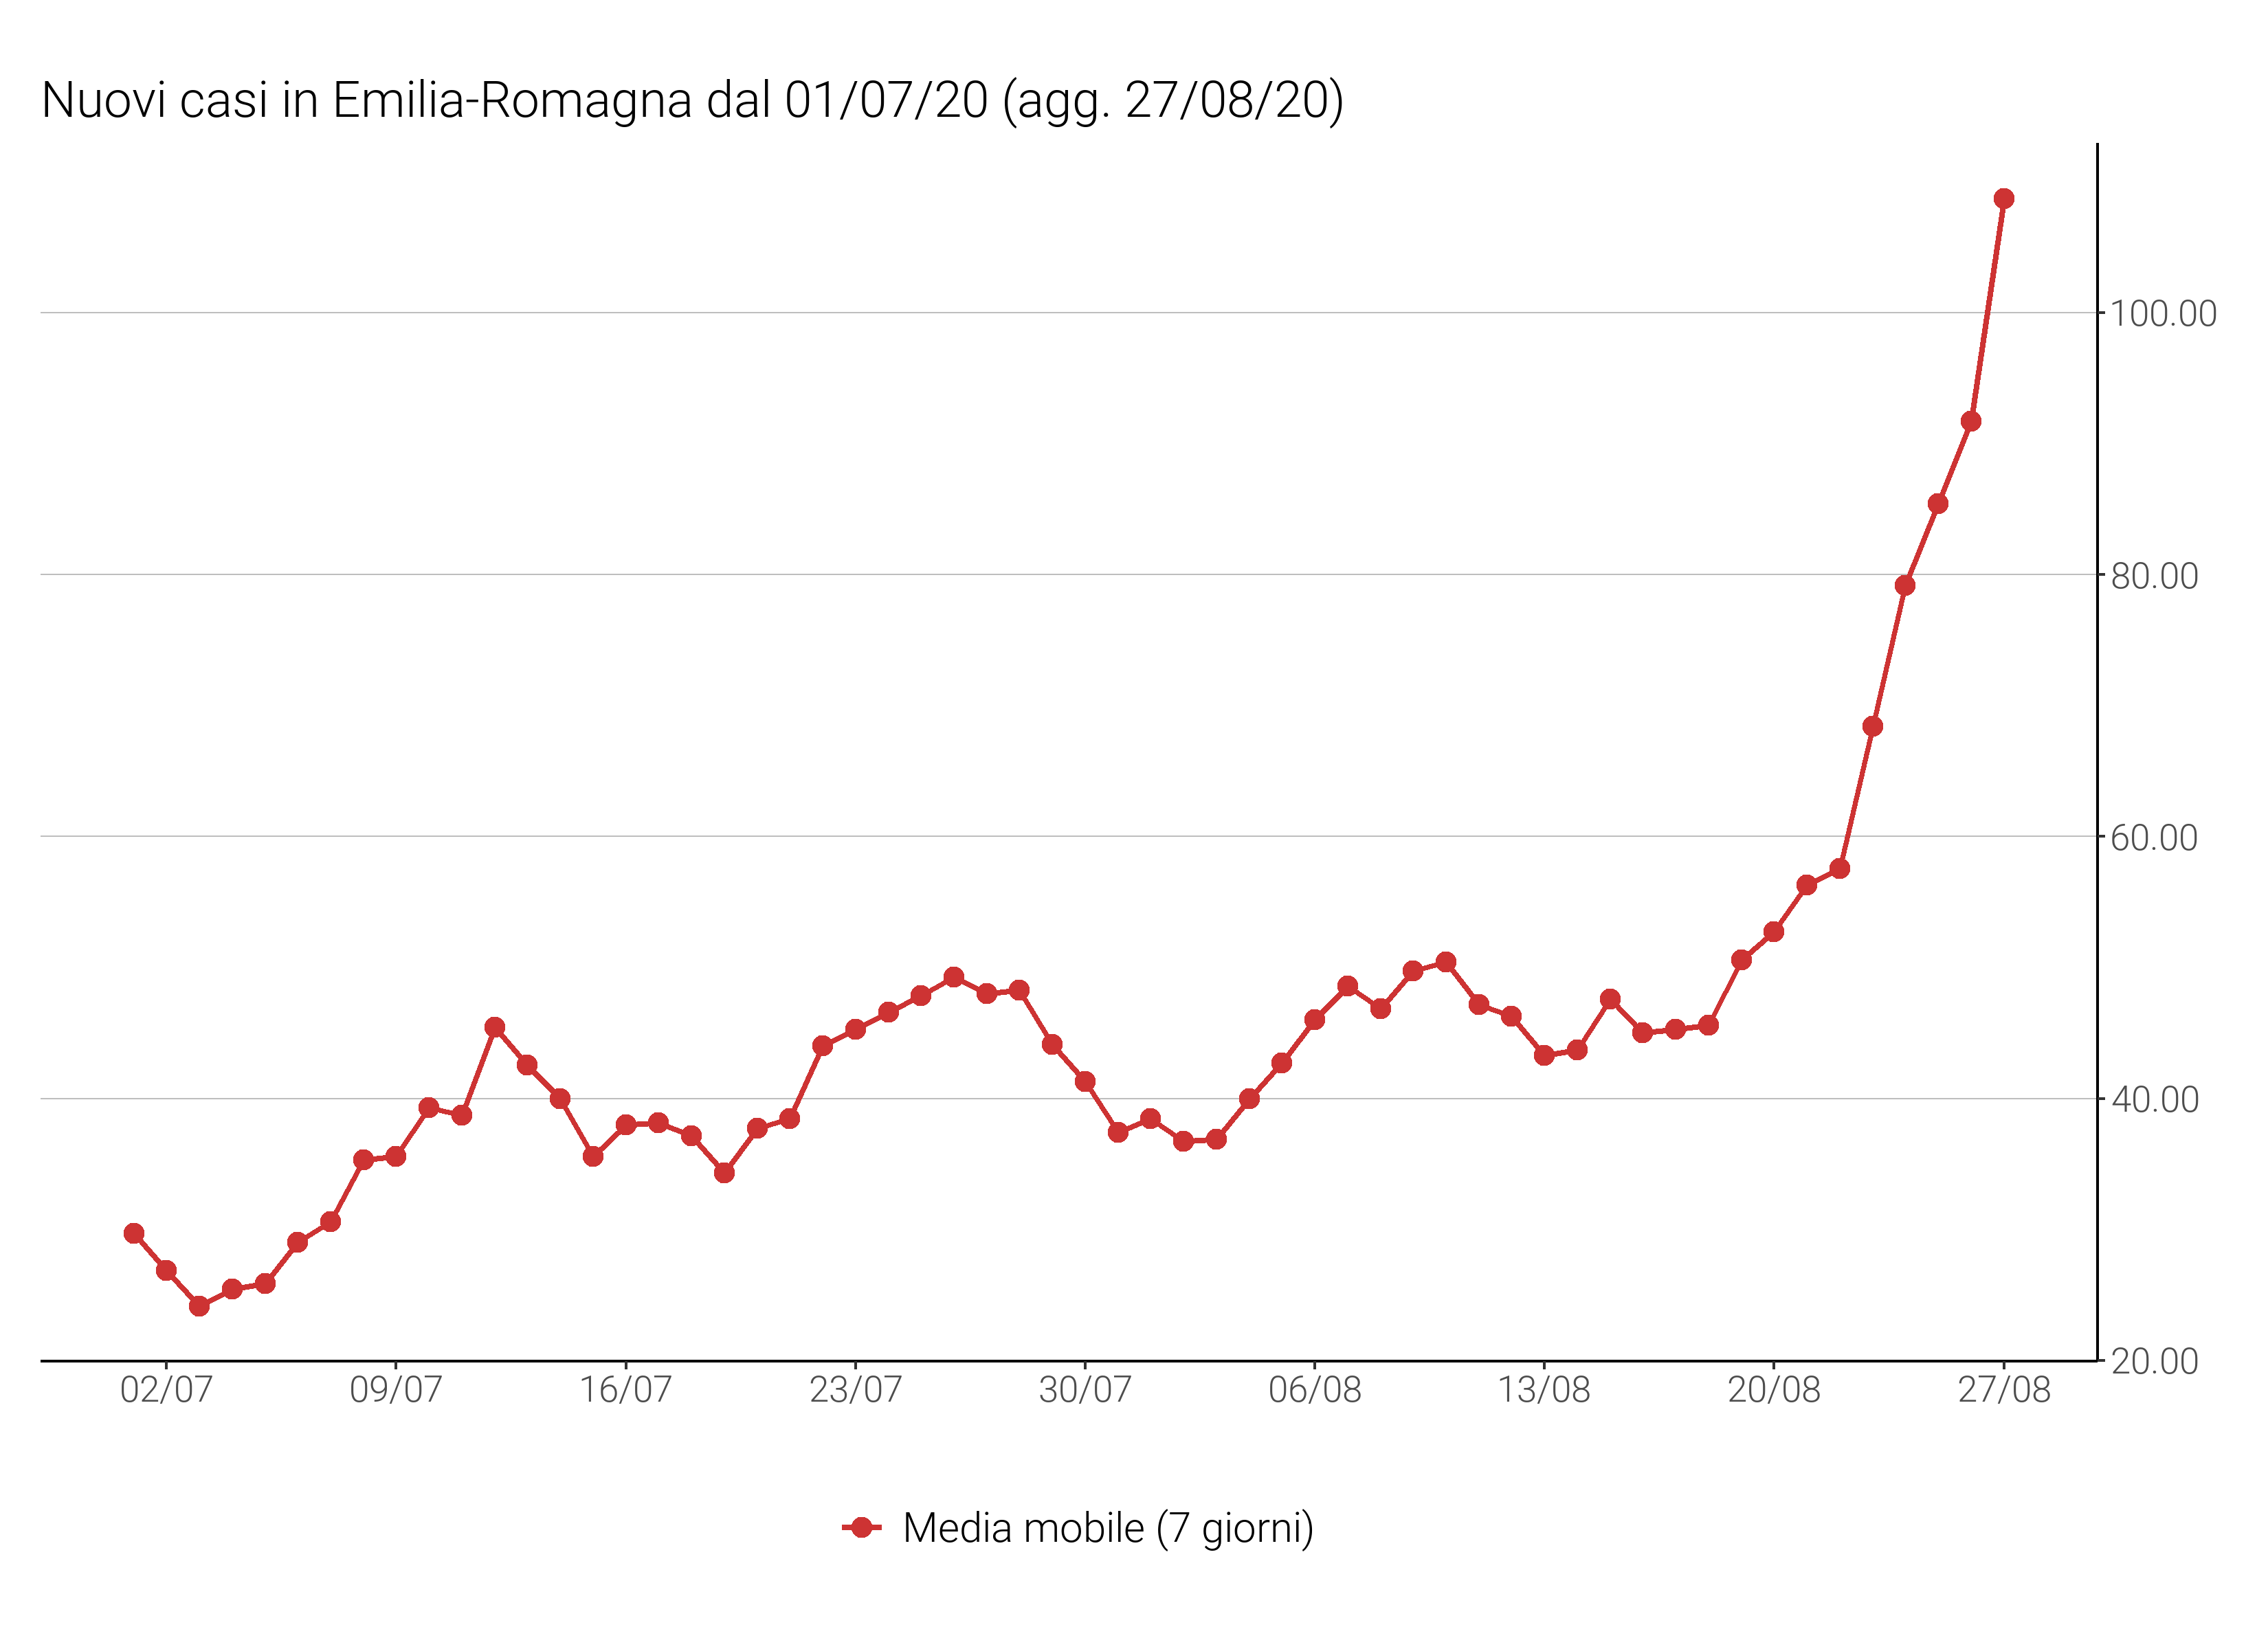 Nuovi casi in Emilia-Romagna dal 01/07/20 (agg. 27/08/20)
100.00
80.00
60.00
40.00
20.00
02/07 09/07 16/07 23/07 30/07 06/08 13/08 20/08 27/08
Media mobile (7 giorni)